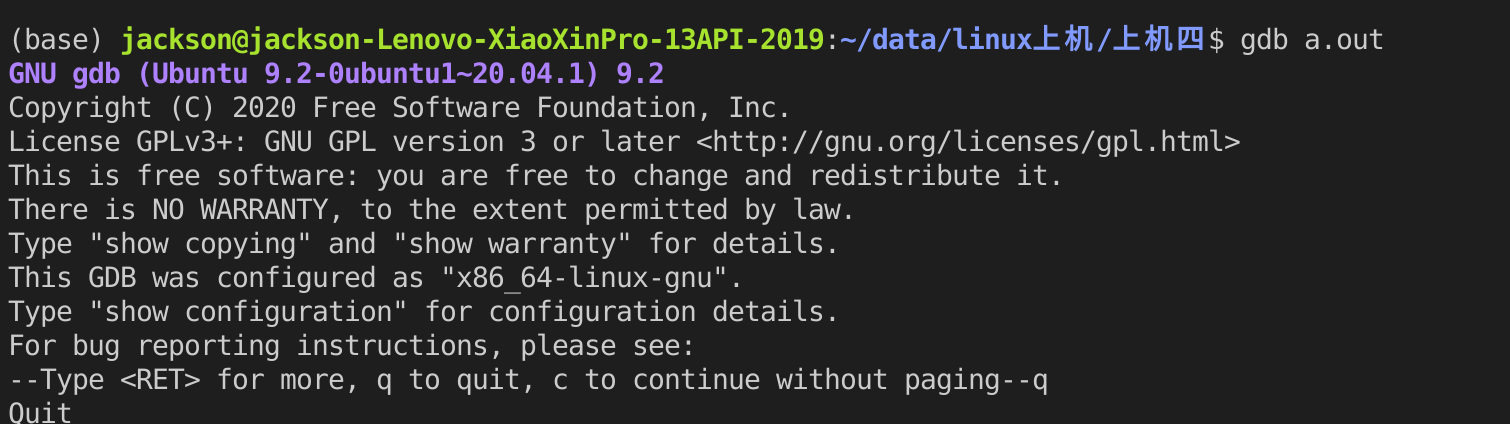 (base) jackson@jackson-Lenovo-XiaoXinPro-13API-2019:~/data/linux上机/上机四$ gdb a.out
GNU gdb (Ubuntu 9.2-0ubuntu1~20.04.1) 9.2
Copyright (C) 2020 Free Software Foundation, Inc.
License GPLv3+: GNU GPL version 3 or later <http://gnu.org/licenses/gpl.html>
This is free software: you are free to change and redistribute it.
There is NO WARRANTY, to the extent permitted by law.
Type "show copying" and "show warranty" for details.
This GDB was configured as "x86_64-linux-gnu".
Type "show configuration" for configuration details.
For bug reporting instructions, please see:
--Type <RET> for more, q to quit, c to continue without paging--q
Quit